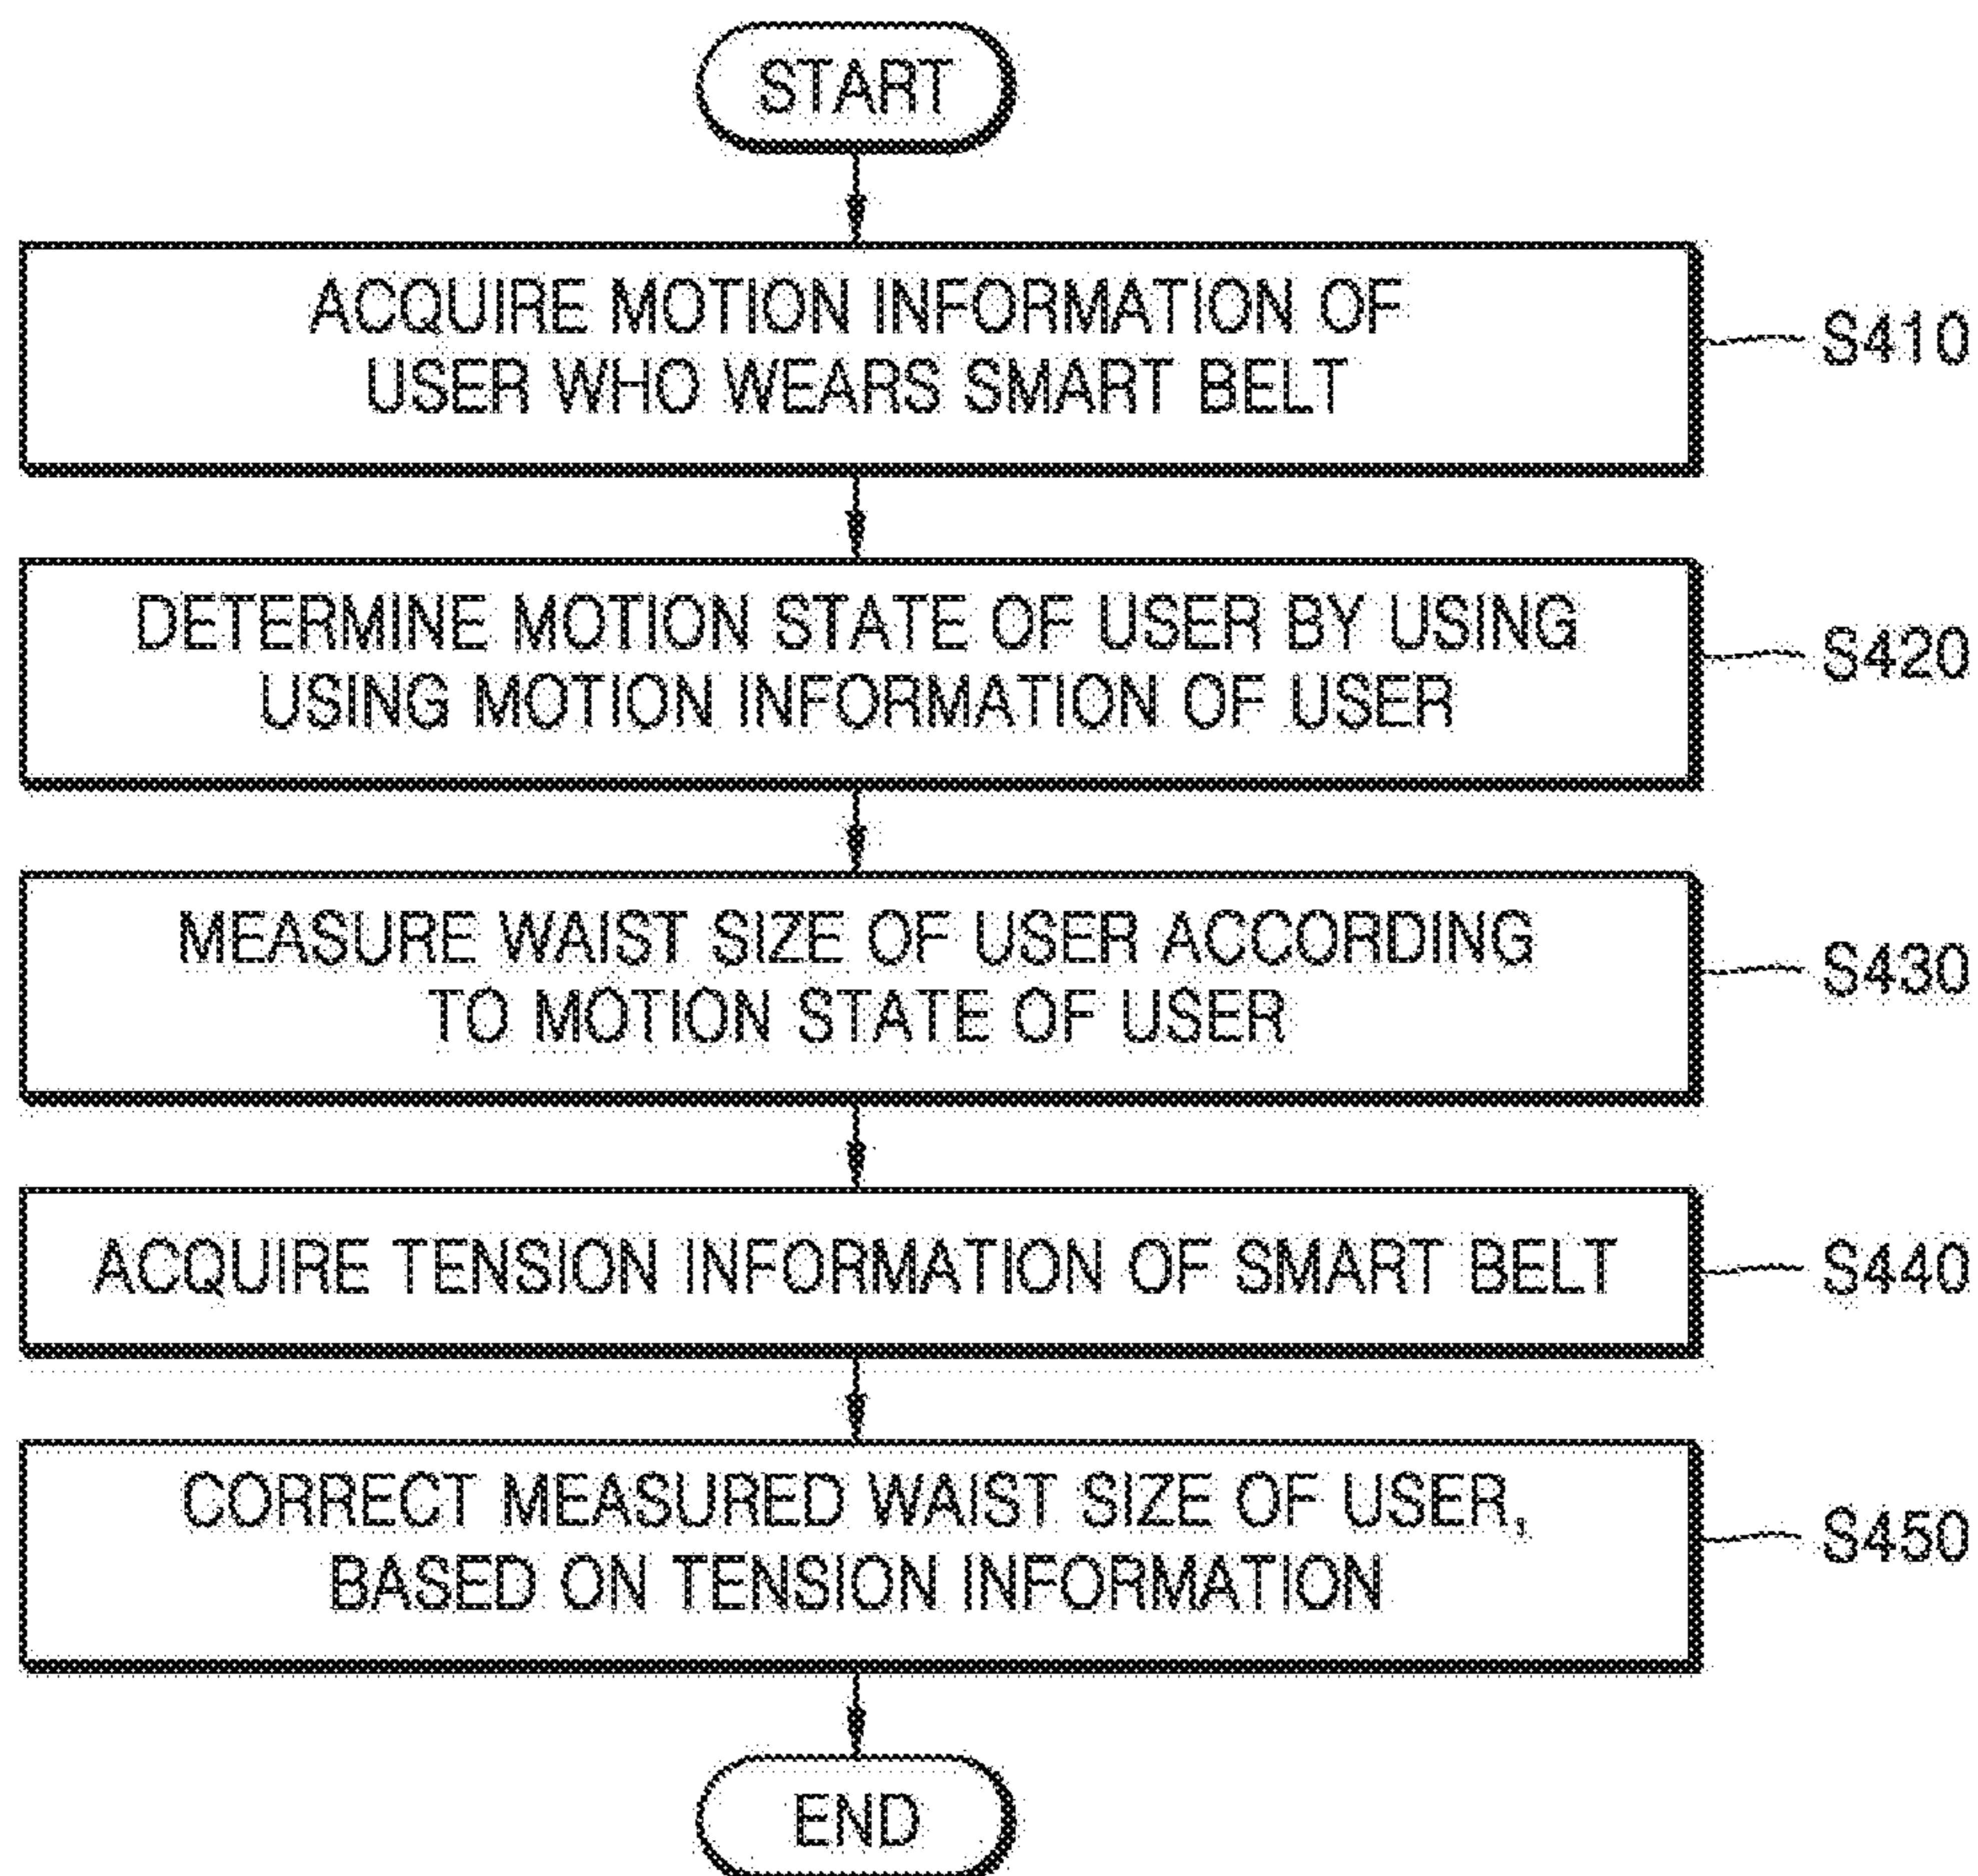 START
ACQUIRE MOTION INFORMATION OF
USER WHO WEARS SMART BELT
S410
DETERMINE MOTION STATE OF USER BY USING
USING MOTION INFORMATION OF USER
S420
MEASURE WAIST SIZE OF USER ACCORDING
TO MOTION STATE OF USER
S430
ACQUIRE TENSION INFORMATION OF SMART BELT
S440
CORRECT MEASURED WAIST SIZE OF USER,
BASED ON TENSION INFORMATION
S450
END